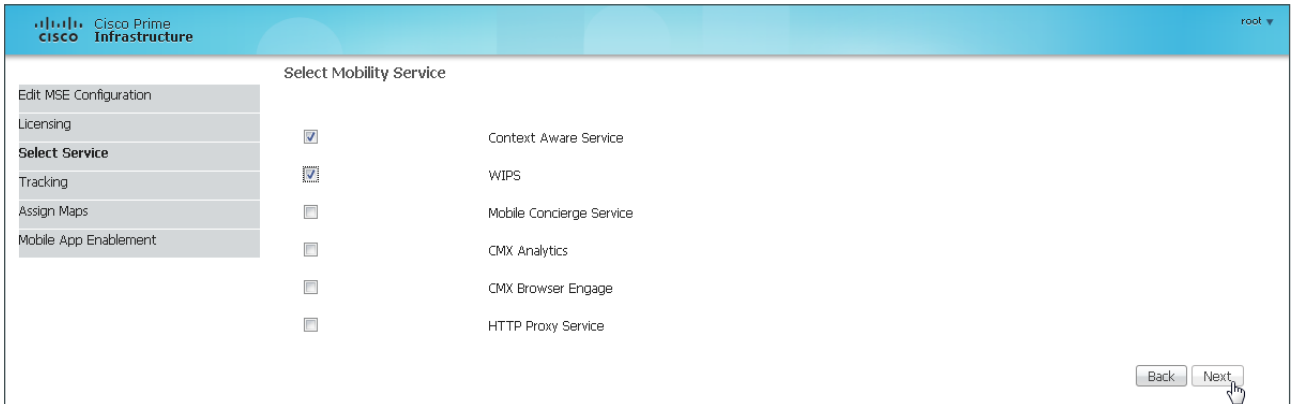 Cisco Prime
CISCO Infrastructure
root
Select Mobility Service
Edit MSE Configuration
Licensing
Select Service
Tracking
Assign Maps
Mobile App Enablement
Context Aware Service
WIPS
Mobile Concierge Service
CMX Analytics
CMX Browser Engage
HTTP Proxy Service
Back Next